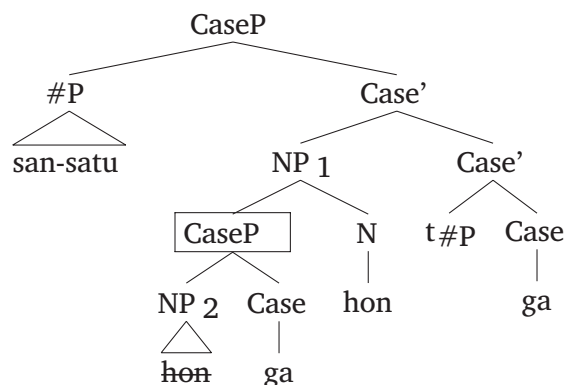 CaseP
#P Case’
san-satu NP 1 Case’
CaseP N t#P Case
NP 2 Case hon ga
hon ga